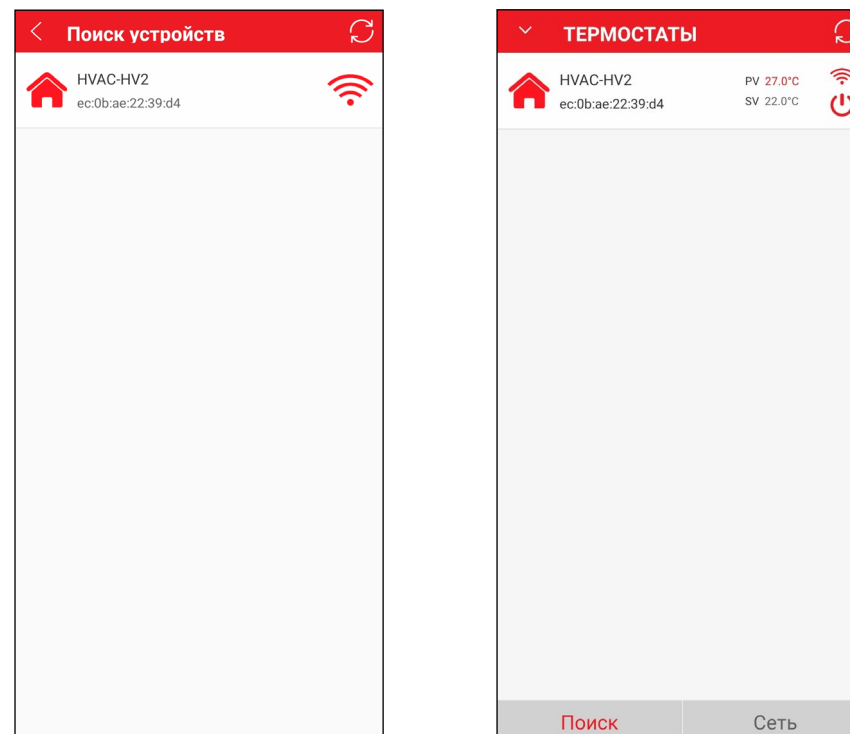 Поиск устройств
HVAC-HV2
ec:0b:ae:22:39:d4
ТЕРМОСТАТЫ
HVAC-HV2
PV 27.0°C
ec:0b:ae:22:39:d4
SV 22.0°C
Поиск
Сеть